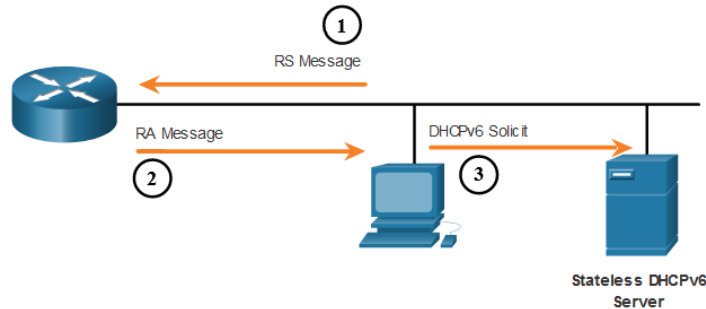 1
RS Message
RA Message
2
DHCPv6 Solicit
3
Stateless DHCPv6
Server